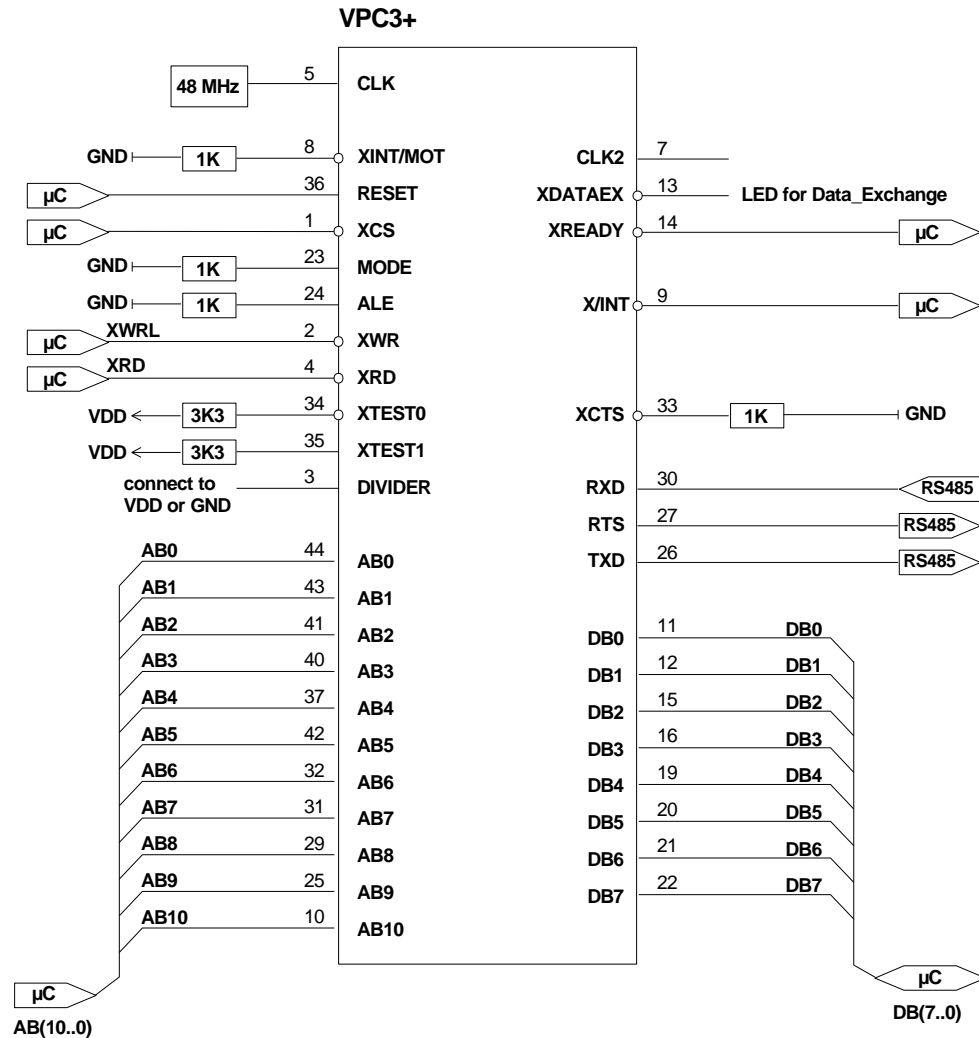 VPC3+
48 MHz 5 CLK
GND 1K 8 XINT/MOT CLK2 7
µC 36 RESET XDATAEX 13 LED for Data_Exchange
µC 1 XCS XREADY 14 µC
GND 1K 23 MODE
GND 1K 24 ALE X/INT 9 µC
µC XWRL 2 XWR
µC XRD 4 XRD
VDD 3K3 34 XTEST0 XCTS 33 1K GND
VDD 3K3 35 XTEST1
connect to
VDD or GND
3 DIVIDER RXD 30 RS485
RTS 27 RS485
AB0 44 AB0 TXD 26 RS485
AB1 43 AB1
AB2 41 AB2 DB0 11 DB0
AB3 40 AB3 DB1 12 DB1
AB4 37 AB4 DB2 15 DB2
AB5 42 AB5 DB3 16 DB3
AB6 32 AB6 DB4 19 DB4
AB7 31 AB7 DB5 20 DB5
AB8 29 AB8 DB6 21 DB6
AB9 25 AB9 DB7 22 DB7
AB10 10 AB10
µC µC
AB(10..0) DB(7..0)